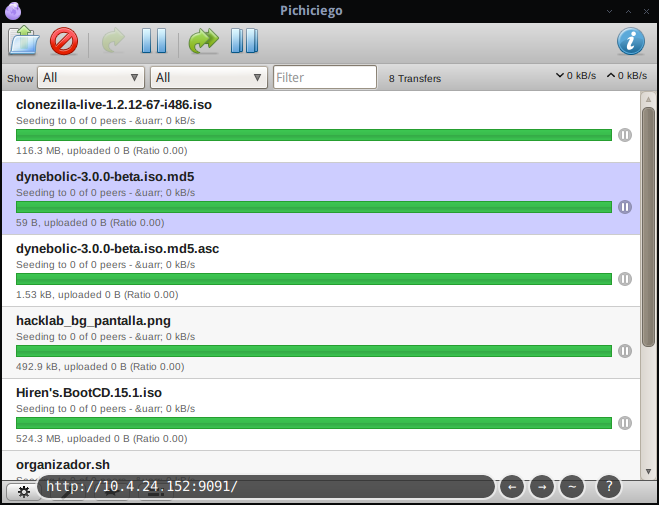 Pichiciego
Show All All Filter 8 Transfers 0 kB/s 0 kB/s
clonezilla-live-1.2.12-67-i486.iso
Seeding to 0 of 0 peers - &uarr; 0 kB/s
116.3 MB, uploaded 0 B (Ratio 0.00)
dynebolic-3.0.0-beta.iso.md5
Seeding to 0 of 0 peers - &uarr; 0 kB/s
59 B, uploaded 0 B (Ratio 0.00)
dynebolic-3.0.0-beta.iso.md5.asc
Seeding to 0 of 0 peers - &uarr; 0 kB/s
1.53 kB, uploaded 0 B (Ratio 0.00)
hacklab_bg_pantalla.png
Seeding to 0 of 0 peers - &uarr; 0 kB/s
492.9 kB, uploaded 0 B (Ratio 0.00)
Hiren's.BootCD.15.1.iso
Seeding to 0 of 0 peers - &uarr; 0 kB/s
524.3 MB, uploaded 0 B (Ratio 0.00)
organizador.sh
http://10.4.24.152:9091/ ← → ~ ?